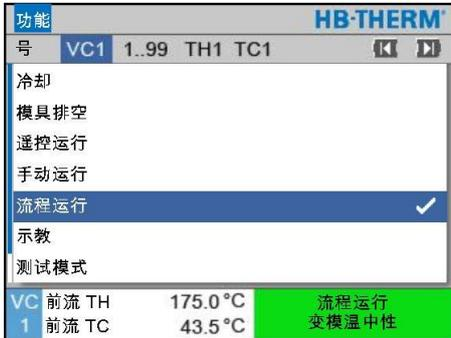 功能 HB-THERM
号 VC1 1..99 TH1 TC1
冷却
模具排空
遥控运行
手动运行
流程运行
示教
测试模式
VC 前流 TH 175.0°C 流程运行
1 前流 TC 43.5°C 变模温中性